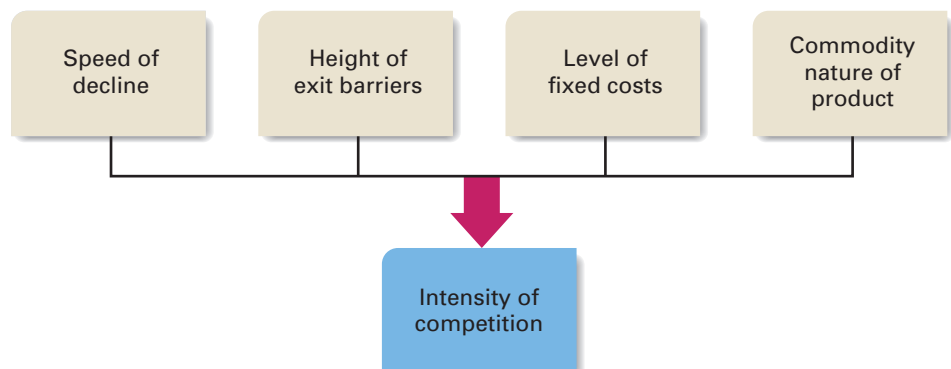 Speed of
decline
Height of
exit barriers
Level of
fixed costs
Commodity
nature of
product
Intensity of
competition